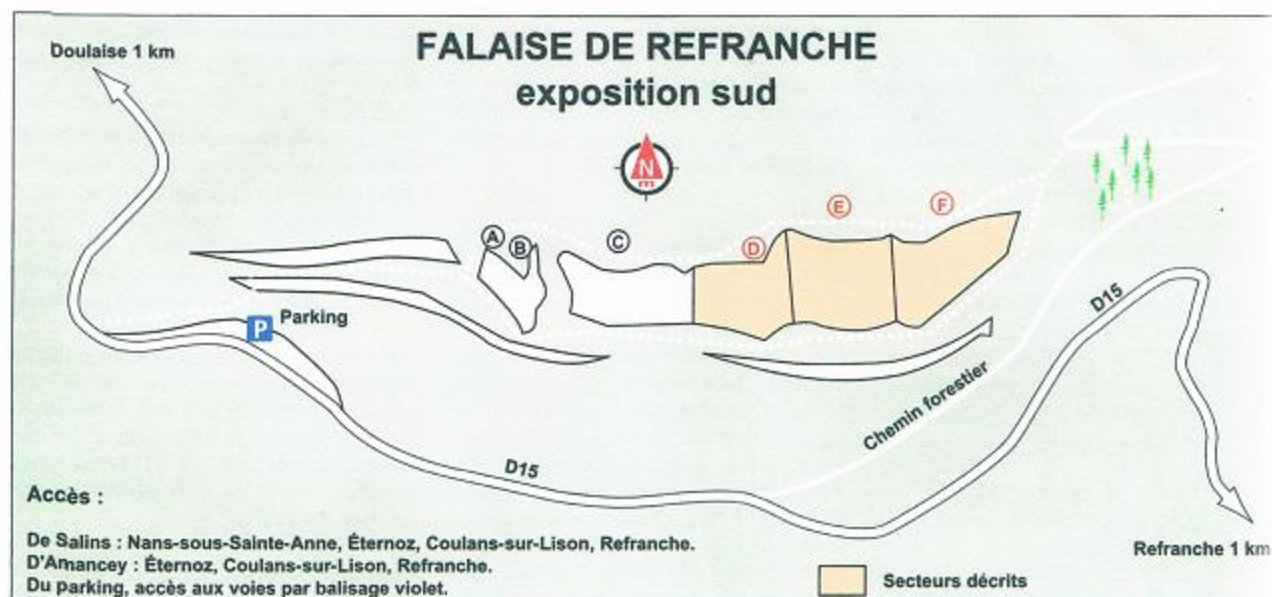 Doulaise 1 km
FALAISE DE REFRANCHE
exposition sud
N
A
B
C
D
E
F
P Parking
D15
Chemin forestier
D15
Accès :
De Salins : Nans-sous-Sainte-Anne, Éternoz, Coulans-sur-Lison, Refranche.
D'Amancey : Éternoz, Coulans-sur-Lison, Refranche.
Du parking, accès aux voies par balisage violet.
Secteurs décrits
Refranche 1 km